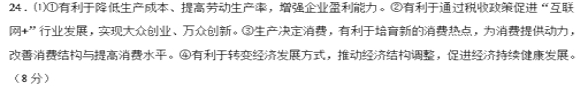 24．⑴①有利于降低生产成本、提高劳动生产率，增强企业盈利能力。②有利于通过税收政策促进“互联
网+”行业发展，实现大众创业、万众创新。③生产决定消费，有利于培育新的消费热点，为消费提供动力，
改善消费结构与提高消费水平。④有利于转变经济发展方式，推动经济结构调整，促进经济持续健康发展。
（8 分）